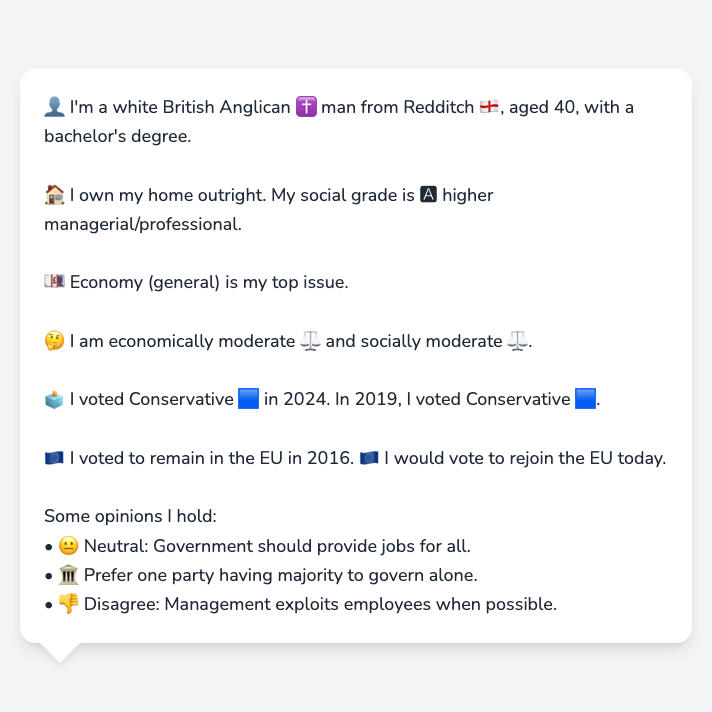 👤 I'm a white British Anglican ✝️ man from Redditch 🏴󠁧󠁢󠁥󠁮󠁧󠁿, aged 40, with a
bachelor's degree.
🏠 I own my home outright. My social grade is 🅰 higher
managerial/professional.
💷 Economy (general) is my top issue.
🤔 I am economically moderate ⚖️ and socially moderate ⚖️.
🗳️ I voted Conservative 🟦 in 2024. In 2019, I voted Conservative 🟦.
🇪🇺 I voted to remain in the EU in 2016. 🇪🇺 I would vote to rejoin the EU today.
Some opinions I hold:
• 😐 Neutral: Government should provide jobs for all.
• 🏛️ Prefer one party having majority to govern alone.
• 👎 Disagree: Management exploits employees when possible.